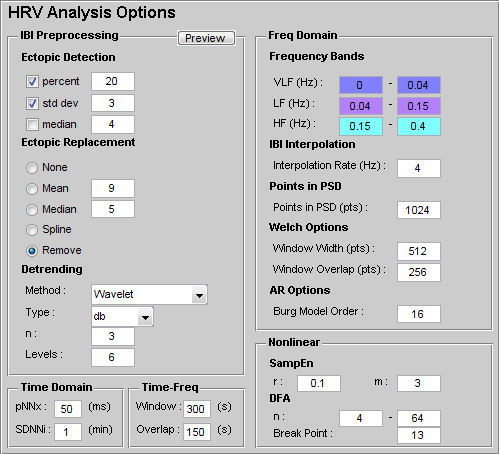 HRV Analysis Options
IBI Preprocessing
Preview
Ectopic Detection
percent 20
std dev 3
median 4
Ectopic Replacement
None
Mean 9
Median 5
Spline
Remove
Detrending
Method : Wavelet
Type : db
n : 3
Levels : 6
Time Domain
pNNx : 50 (ms)
SDNNi : 1 (min)
Time-Freq
Window : 300 (s)
Overlap : 150 (s)
Freq Domain
Frequency Bands
VLF (Hz) : 0 - 0.04
LF (Hz) : 0.04 - 0.15
HF (Hz) : 0.15 - 0.4
IBI Interpolation
Interpolation Rate (Hz) : 4
Points in PSD
Points in PSD (pts) : 1024
Welch Options
Window Width (pts) : 512
Window Overlap (pts) : 256
AR Options
Burg Model Order : 16
Nonlinear
SampEn
r : 0.1 m : 3
DFA
n : 4 - 64
Break Point : 13